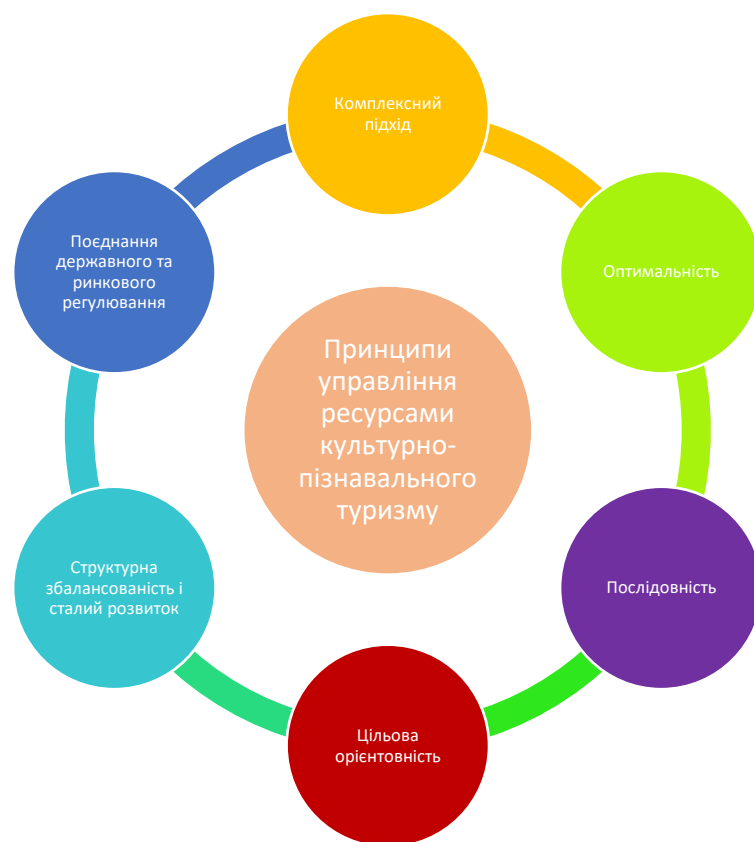 Комплексний
підхід
Оптимальність
Послідовність
Цільова
орієнтовність
Структурна
збалансованість і
сталий розвиток
Поєднання
державного та
ринкового
регулювання
Принципи
управління
ресурсами
культурно-
пізнавального
туризму